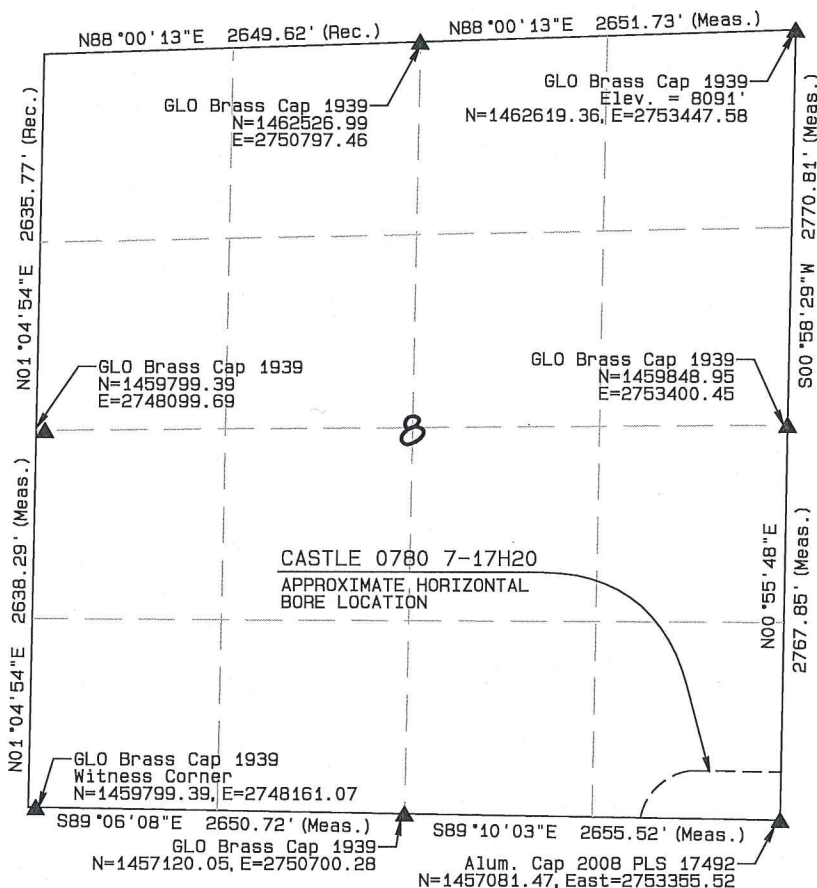 N88°00'13"E 2649.62' (Rec.)
N88°00'13"E 2651.73' (Meas.)
GLO Brass Cap 1939
N=1462526.99
E=2750797.46
GLO Brass Cap 1939
Elev. = 8091'
N=1462619.36, E=2753447.58
N01°04'54"E 2635.77' (Rec.)
S00°58'29"W 2770.81' (Meas.)
GLO Brass Cap 1939
N=1459799.39
E=2748099.69
GLO Brass Cap 1939
N=1459848.95
E=2753400.45
8
CASTLE 0780 7-17H20
APPROXIMATE HORIZONTAL
BORE LOCATION
N01°04'54"E 2638.29' (Meas.)
N00°55'48"E
2767.85' (Meas.)
GLO Brass Cap 1939
Witness Corner
N=1459799.39, E=2748161.07
S89°06'08"E 2650.72' (Meas.)
S89°10'03"E 2655.52' (Meas.)
GLO Brass Cap 1939
N=1457120.05, E=2750700.28
Alum. Cap 2008 PLS 17492
N=1457081.47, East=2753355.52